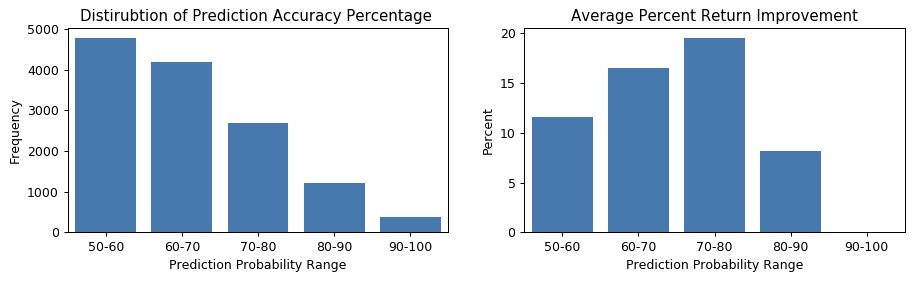 Distirubtion of Prediction Accuracy Percentage
5000
4000
3000
2000
1000
0
Frequency
50-60 60-70 70-80 80-90 90-100
Prediction Probability Range
Average Percent Return Improvement
20
15
10
5
0
Percent
50-60 60-70 70-80 80-90 90-100
Prediction Probability Range